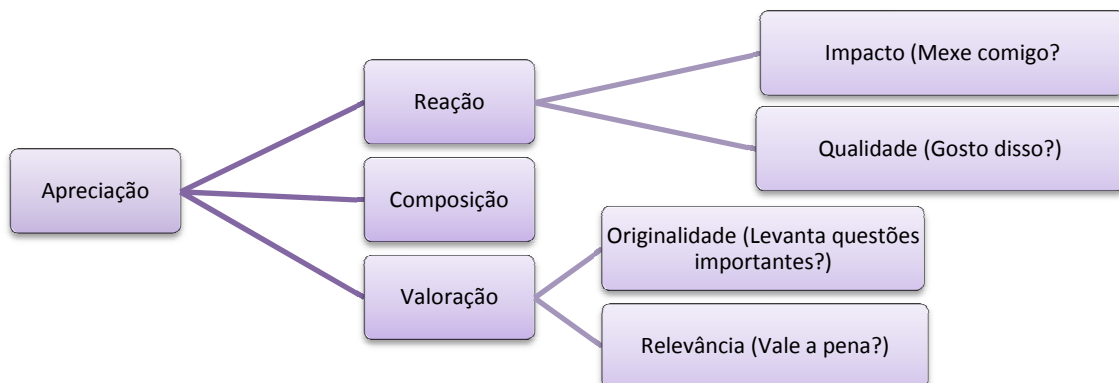 Apreciação
Reação
Impacto (Mexe comigo?
Qualidade (Gosto disso?)
Composição
Valoração
Originalidade (Levanta questões
importantes?)
Relevância (Vale a pena?)